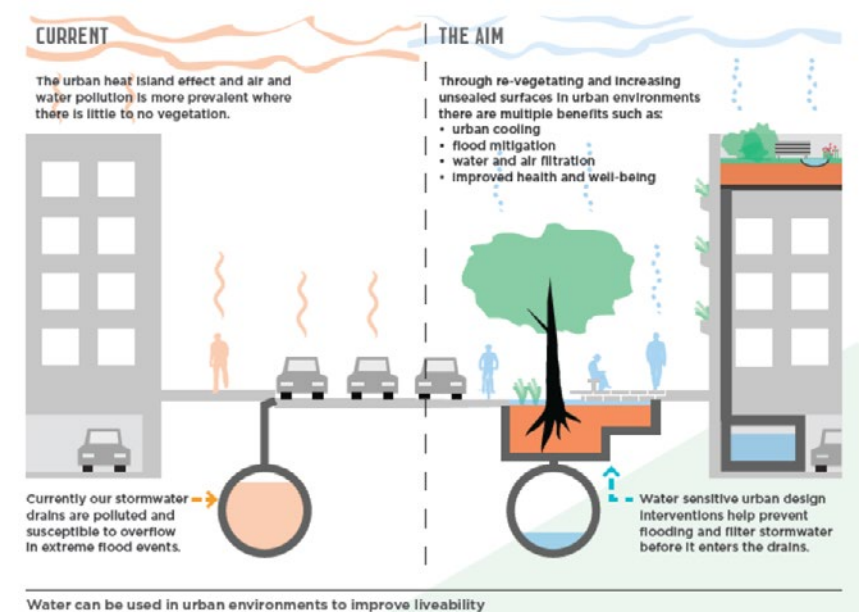 CURRENT
The urban heat island effect and air and
water pollution is more prevalent where
there is little to no vegetation.
THE AIM
Through re-vegetating and increasing
unsealed surfaces in urban environments
there are multiple benefits such as:
• urban cooling
• flood mitigation
• water and air filtration
• improved health and well-being
Currently our stormwater
drains are polluted and
susceptible to overflow
in extreme flood events.
Water sensitive urban design
interventions help prevent
flooding and filter stormwater
before it enters the drains.
Water can be used in urban environments to improve liveability